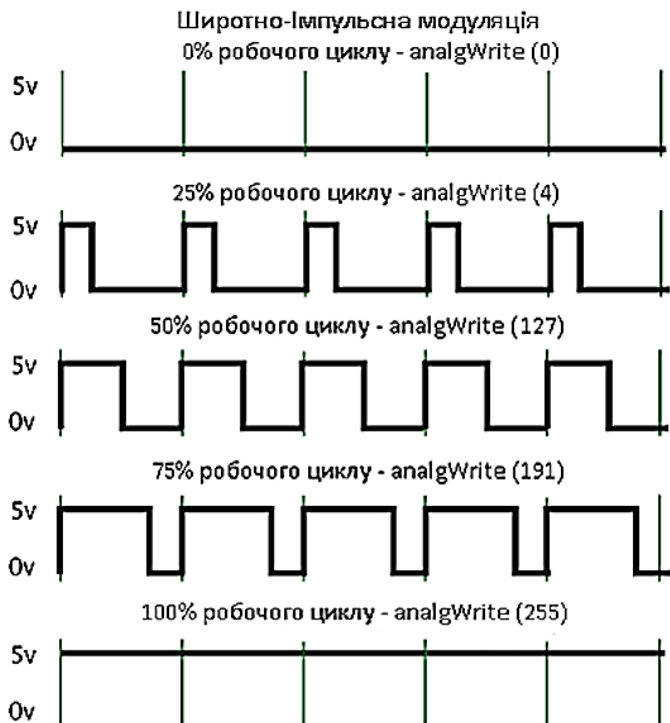 Широтно-Імпульсна модуляція
0% робочого циклу - analgWrite (0)
5v
0v
25% робочого циклу - analgWrite (4)
5v
0v
50% робочого циклу - analgWrite (127)
5v
0v
75% робочого циклу - analgWrite (191)
5v
0v
100% робочого циклу - analgWrite (255)
5v
0v